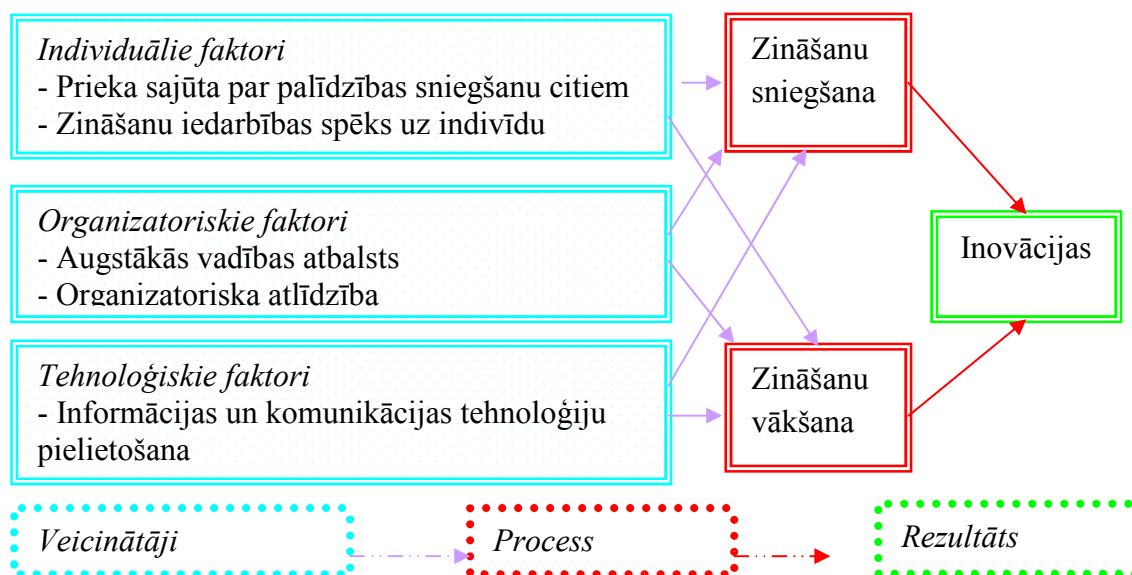 Individuālie faktori
- Prieka sajūta par palīdzības sniegšanu citiem
- Zināšanu iedarbības spēks uz indivīdu
Organizatoriskie faktori
- Augstākās vadības atbalsts
- Organizatoriska atlīdzība
Tehnoloģiskie faktori
- Informācijas un komunikācijas tehnoloģiju
pielietošana
Zināšanu
sniegšana
Zināšanu
vākšana
Inovācijas
Veicinātāji
Process
Rezultāts